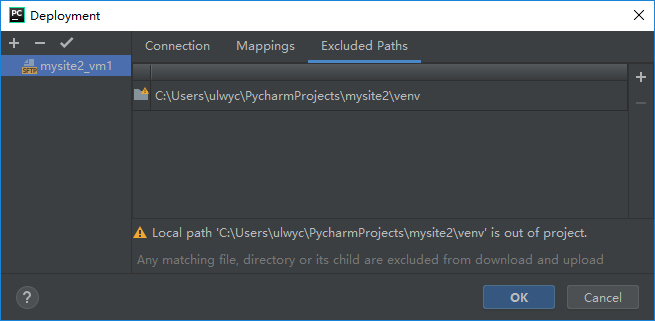 PC
Deployment
Connection
Mappings
Excluded Paths
SFTP
mysite2_vm1
C:\Users\ulwyc\PycharmProjects\mysite2\venv
Local path 'C:\Users\ulwyc\PycharmProjects\mysite2\venv' is out of project.
Any matching file, directory or its child are excluded from download and upload
?
OK
Cancel